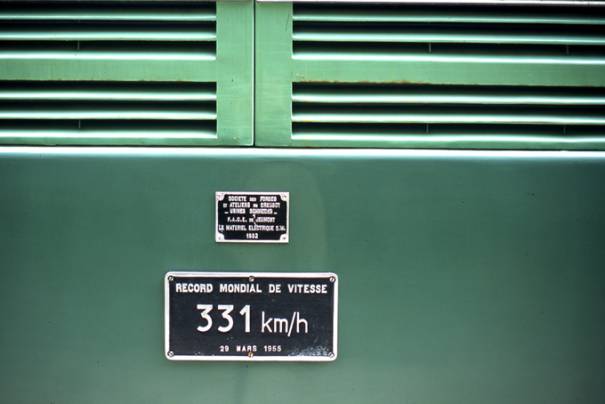 SOCIETE DES FORGES
ET ATELIERS DU CREUSOT
USINES SCHNEIDER
F.A.C.E. DE JEUMONT
LE MATERIEL ELECTRIQUE S.W.
1952
RECORD MONDIAL DE VITESSE
331 km/h
29 MARS 1955